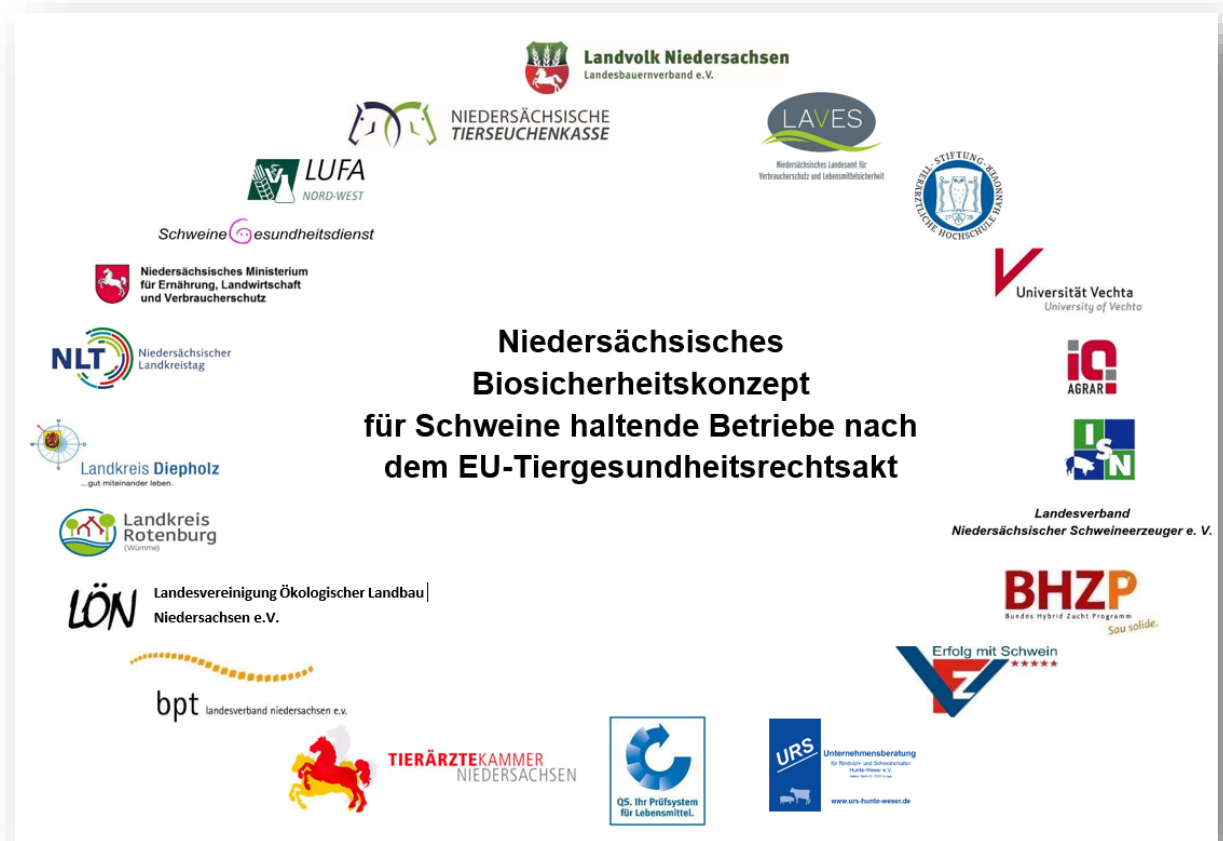 Landvolk Niedersachsen
Landesbauernverband e.V.
NIEDERSÄCHSISCHE
TIERSEUCHENKASSE
LAVES
Niedersächsisches Landesamt für
Verbraucherschutz und Lebensmittelsicherheit
LUFA
NORD-WEST
STIFTUNG
TIERÄRZTLICHE HOCHSCHULE HANNOVER
1778
Schweine Gesundheitsdienst
Niedersächsisches Ministerium
für Ernährung, Landwirtschaft
und Verbraucherschutz
Universität Vechta
University of Vechta
NLT
Niedersächsischer
Landkreistag
iQ
AGRAR
Niedersächsisches
Biosicherheitskonzept
für Schweine haltende Betriebe nach
dem EU-Tiergesundheitsrechtsakt
Landkreis Diepholz
...gut miteinander leben.
ISN
Landkreis
Rotenburg
(Wümme)
Landesverband
Niedersächsischer Schweineerzeuger e. V.
LÖN
Landesvereinigung Ökologischer Landbau
Niedersachsen e.V.
BHZP
Bundes Hybrid Zucht Programm
Sau solide.
Erfolg mit Schwein
VzF
bpt landesverband niedersachsen e.v.
TIERÄRZTEKAMMER
NIEDERSACHSEN
QS. Ihr Prüfsystem
für Lebensmittel.
URS
Unternehmensberatung
für Rindvieh- und Schweinehalter
Hunte-Weser e.V.
www.urs-hunte-weser.de